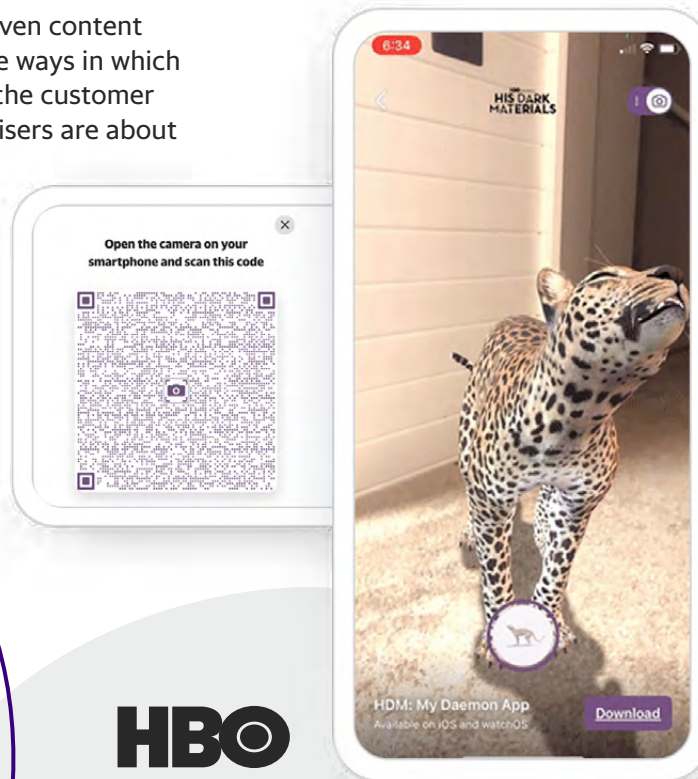 ven content
e ways in which
the customer
isers are about
Open the camera on your
smartphone and scan this code
6:34
HIS DARK
MATERIALS
HDM: My Daemon App
Available on iOS and watchOS
Download
HBO